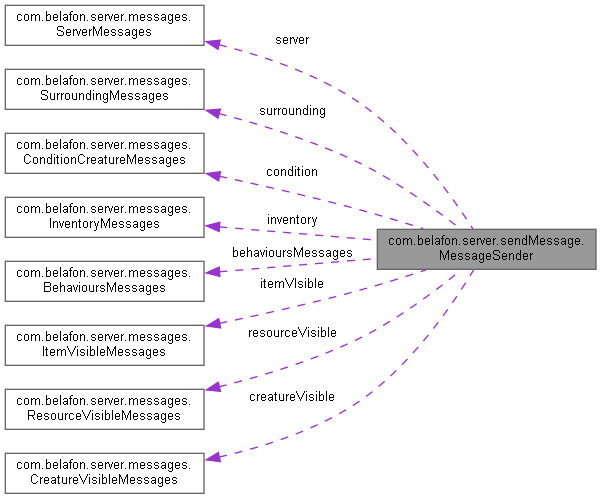 com.belafon.server.messages.
ServerMessages
server
com.belafon.server.messages.
SurroundingMessages
surrounding
com.belafon.server.messages.
ConditionCreatureMessages
condition
com.belafon.server.messages.
InventoryMessages
inventory
com.belafon.server.sendMessage.
MessageSender
behavioursMessages
com.belafon.server.messages.
BehavioursMessages
itemVIsible
com.belafon.server.messages.
ItemVisibleMessages
resourceVisible
com.belafon.server.messages.
ResourceVisibleMessages
creatureVisible
com.belafon.server.messages.
CreatureVisibleMessages